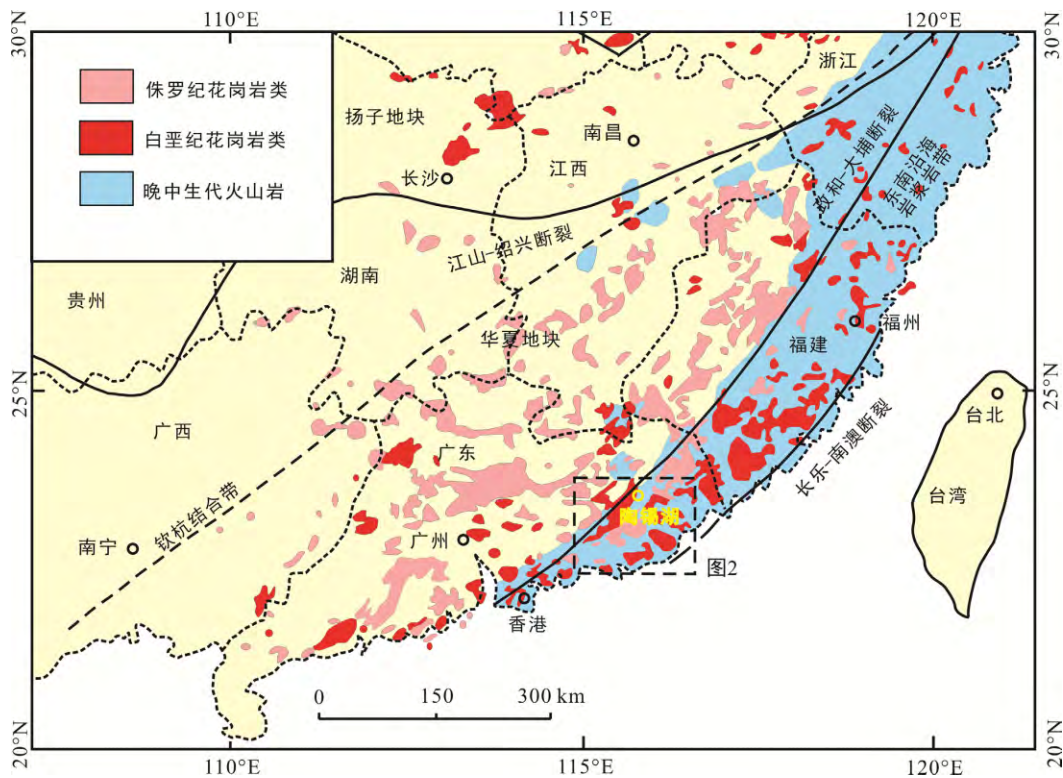 110°E
115°E
120°E
30°N
30°N
侏罗纪花岗岩类
白垩纪花岗岩类
晚中生代火山岩
浙江
扬子地块
南昌
长沙
江西
政和-大埔断裂
东南沿海
岩浆岩带
江山-绍兴断裂
湖南
贵州
华夏地块
福州
福建
25°N
25°N
台北
广西
广东
长乐-南澳断裂
台湾
陶锡湖
钦杭结合带
南宁
广州
图2
香港
0
150
300 km
20°N
20°N
110°E
115°E
120°E